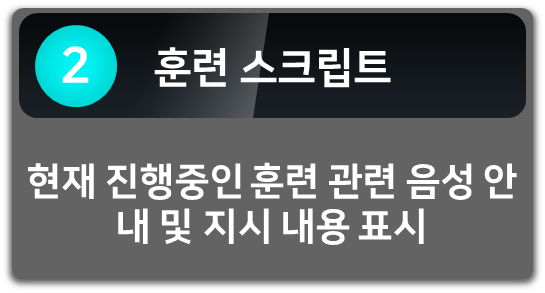 2 훈련 스크립트
현재 진행중인 훈련 관련 음성 안
내 및 지시 내용 표시